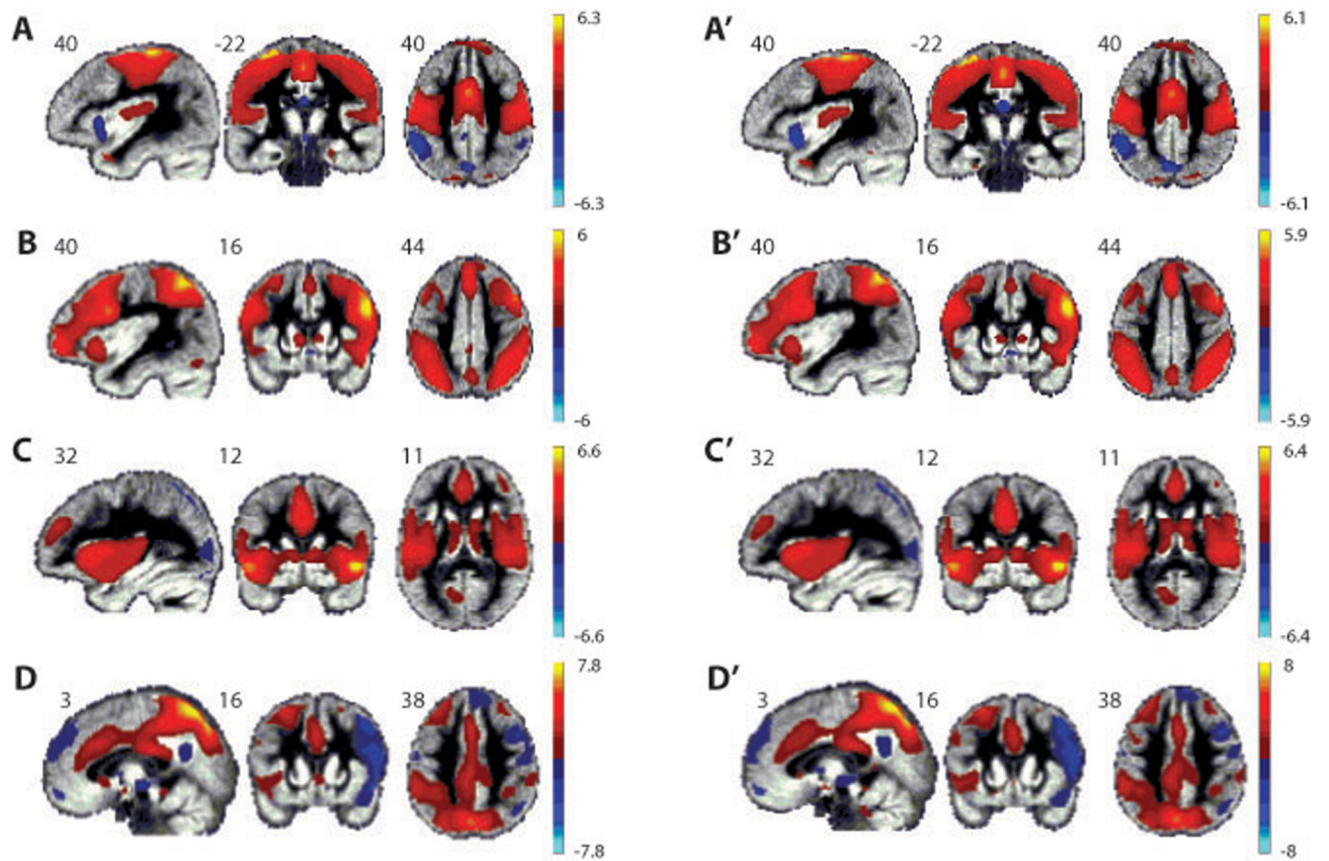 A 40 -22 40 6.3
-6.3
A′ 40 -22 40 6.1
-6.1
B 40 16 44 6
-6
B′ 40 16 44 5.9
-5.9
C 32 12 11 6.6
-6.6
C′ 32 12 11 6.4
-6.4
D 3 16 38 7.8
-7.8
D′ 3 16 38 8
-8